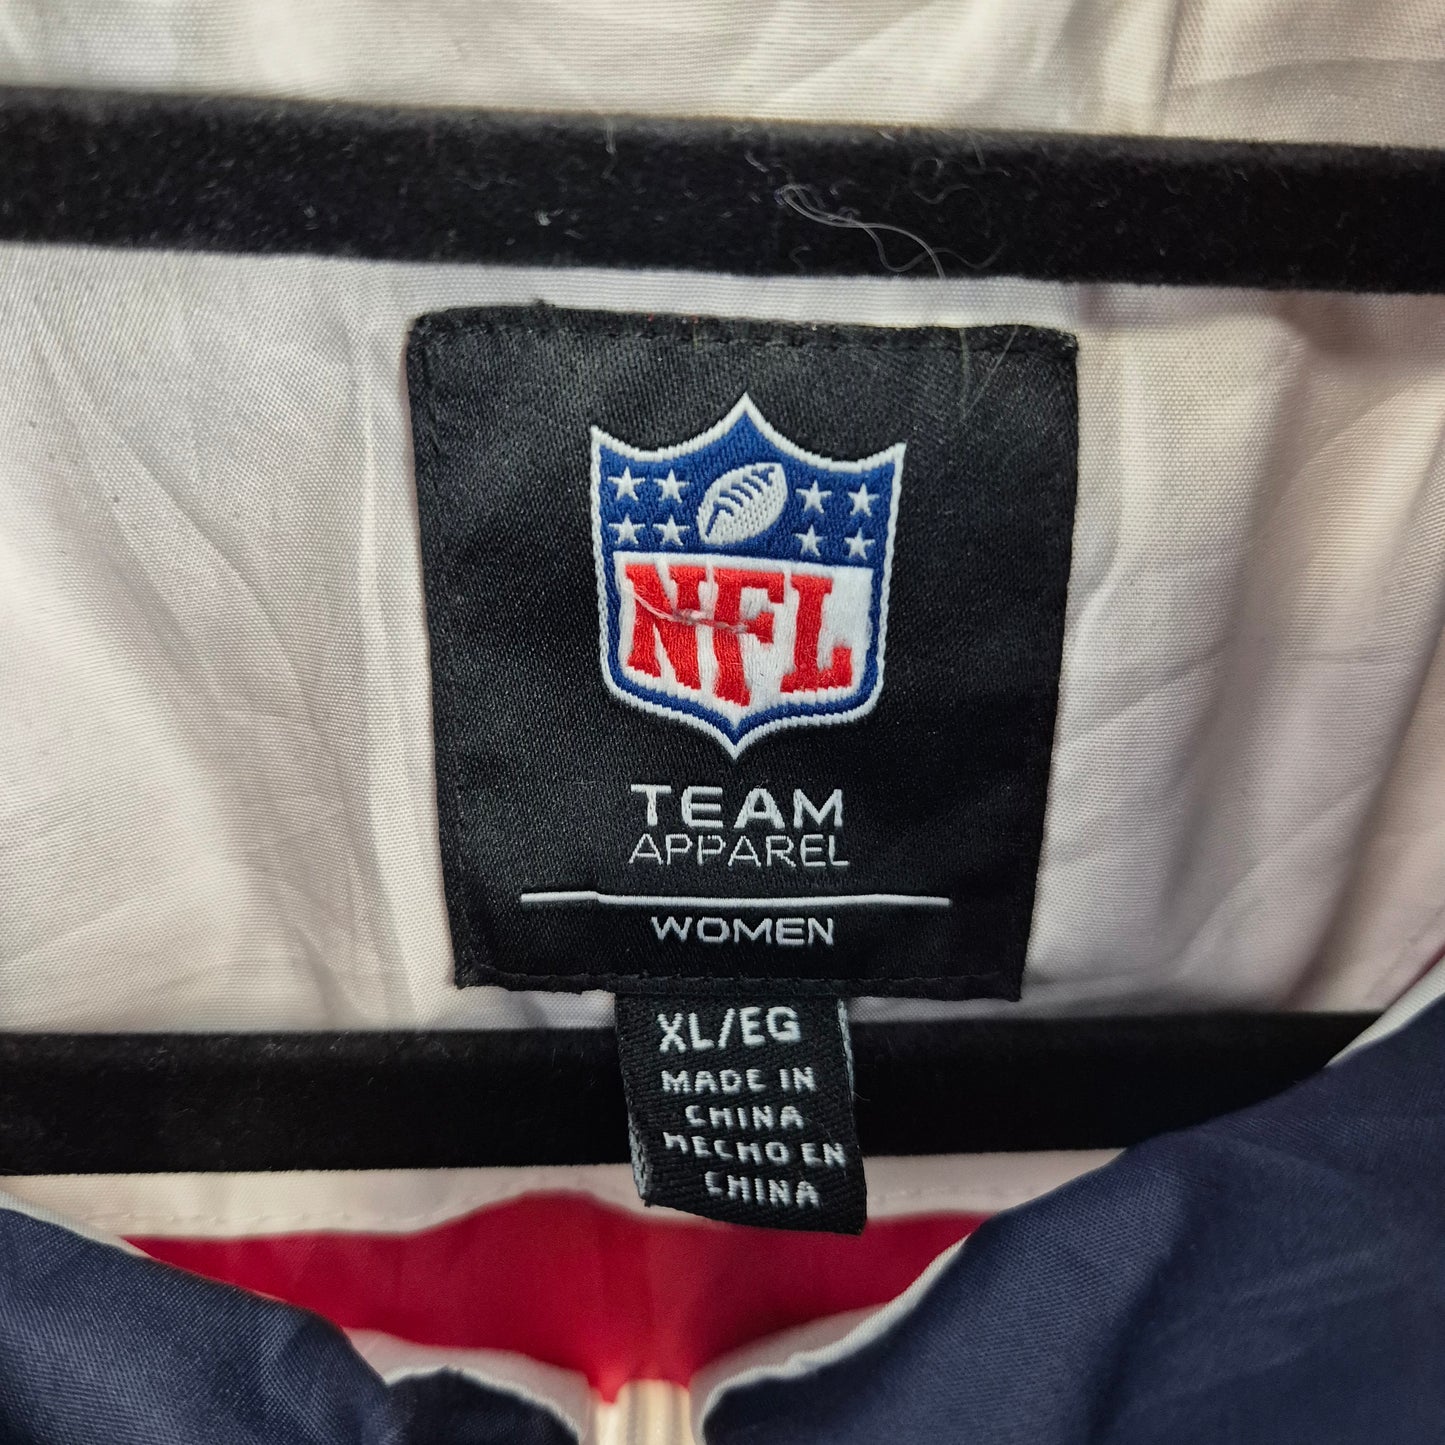 NFL
TEAM
APPAREL
WOMEN
XL/EG
MADE IN
CHINA
HECHO EN
CHINA